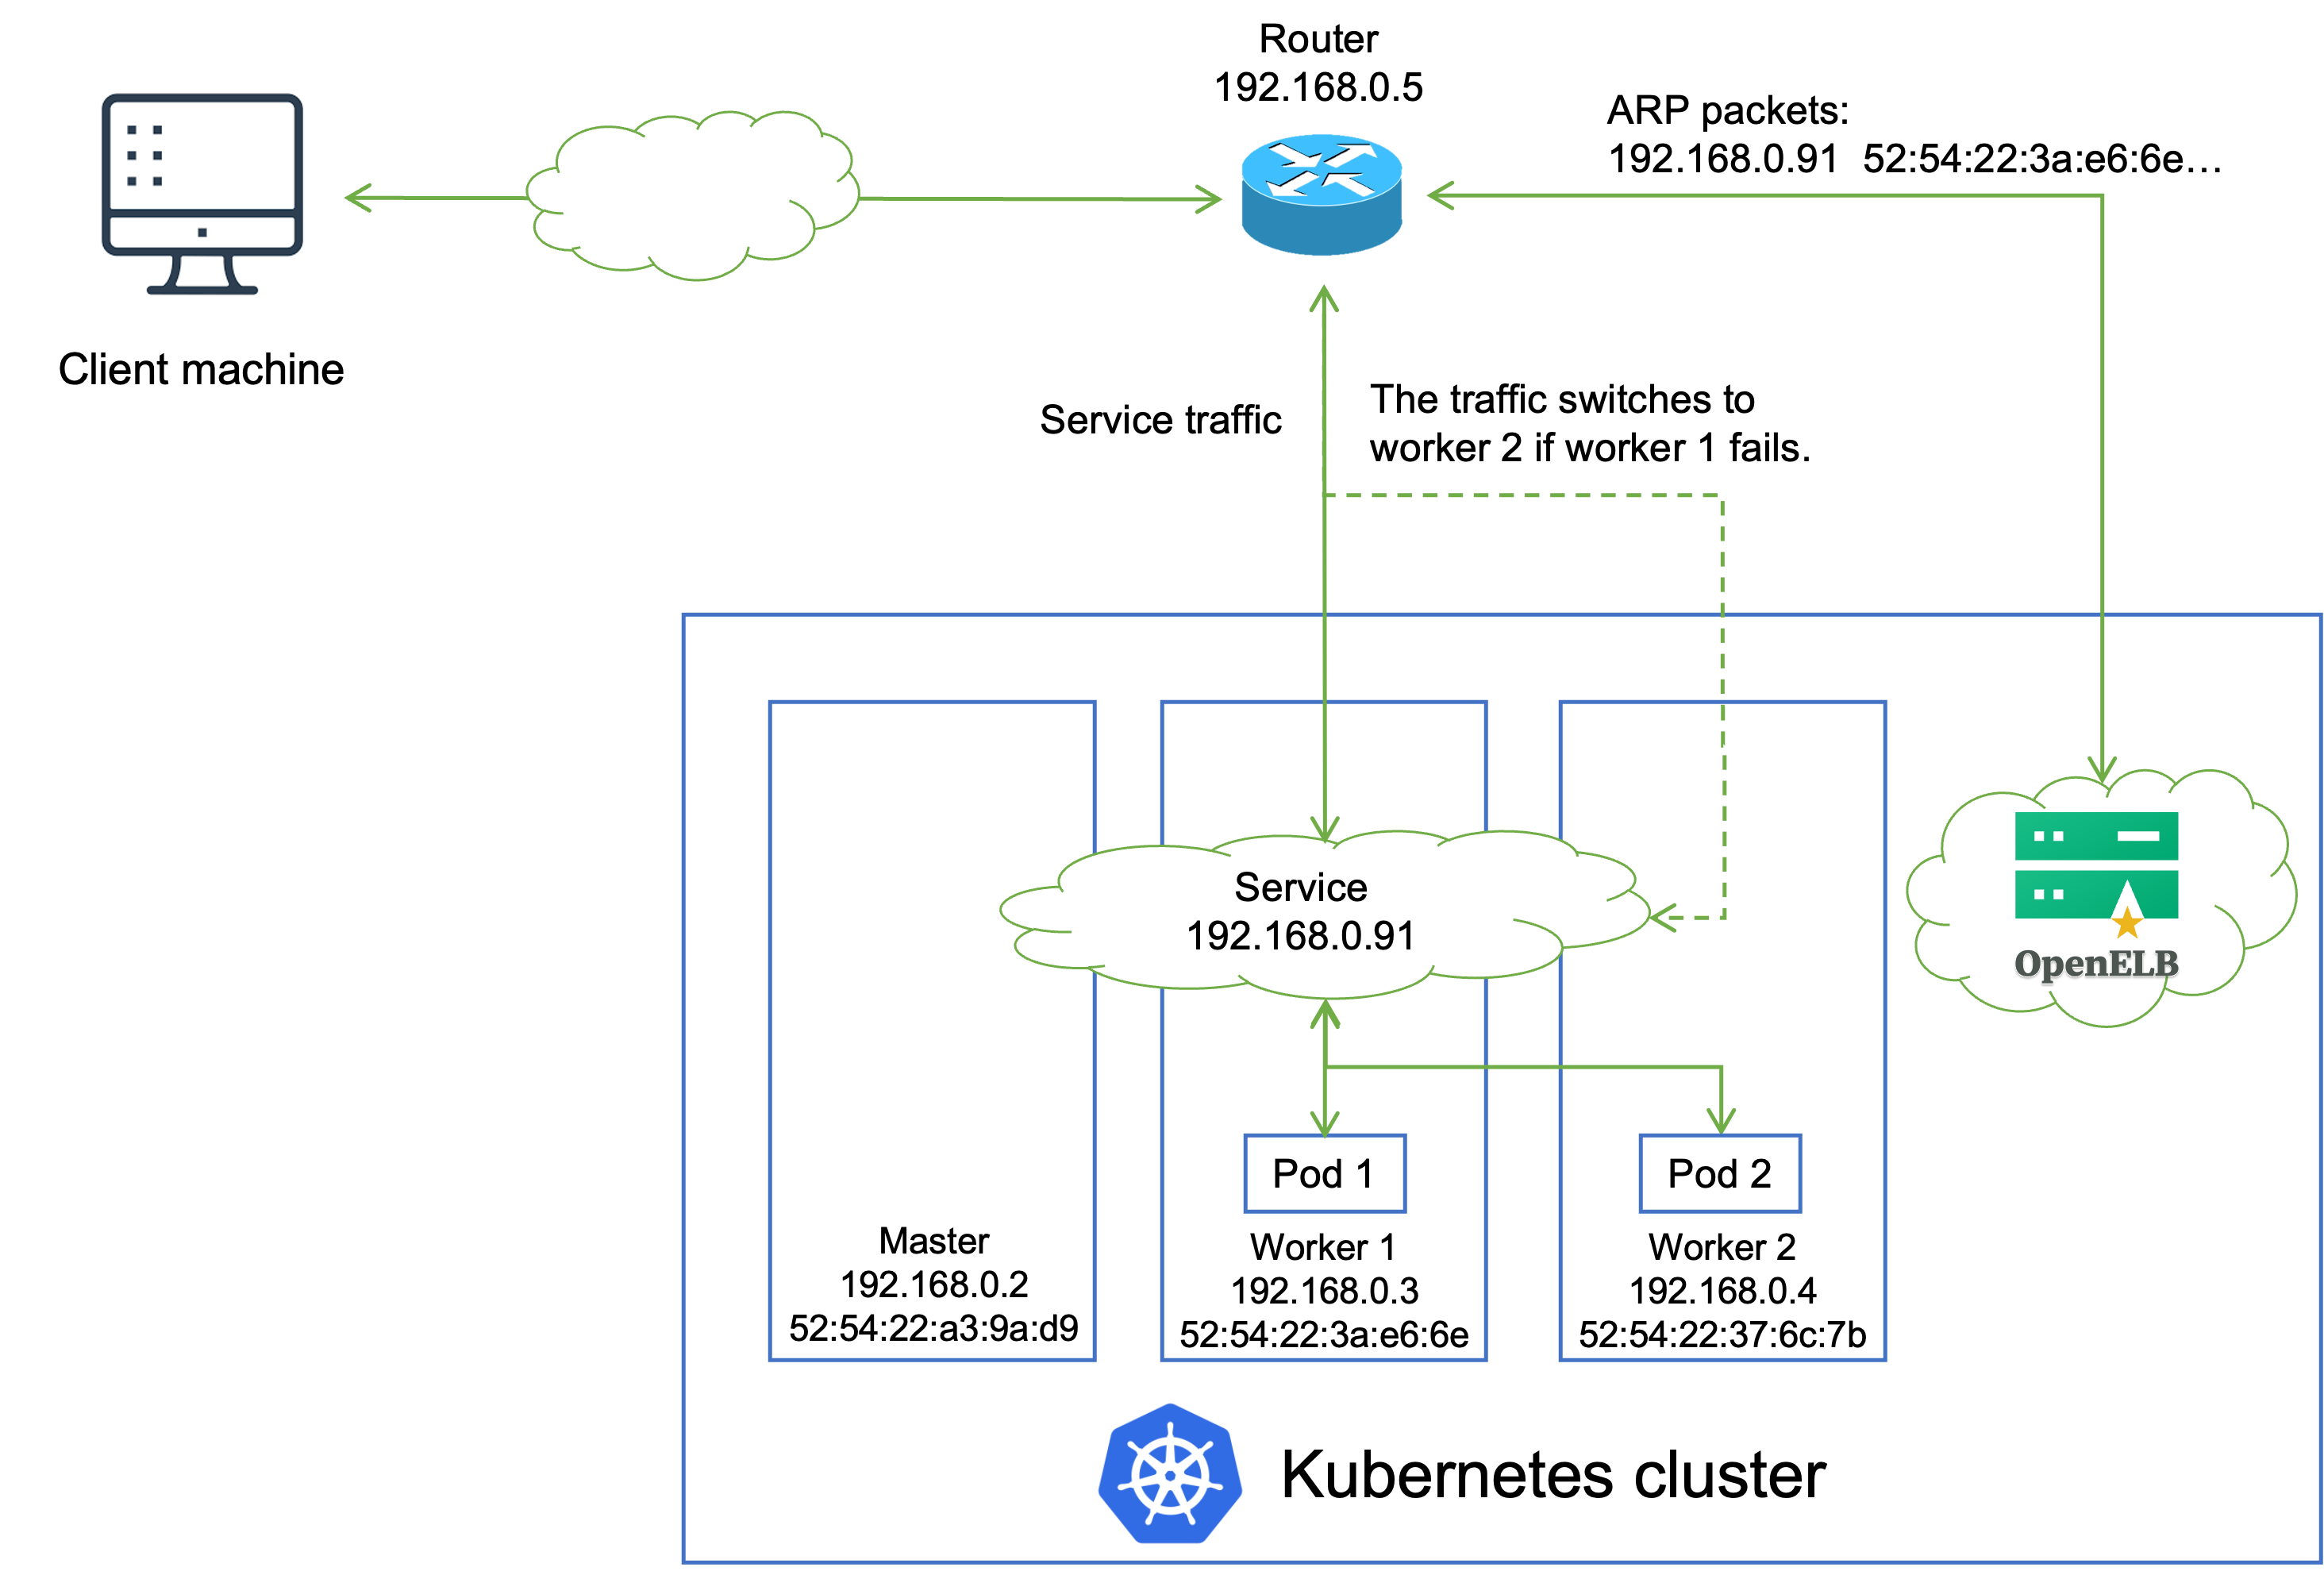 Router
192.168.0.5
ARP packets:
192.168.0.91 52:54:22:3a:e6:6e...
Client machine
Service traffic
The traffic switches to
worker 2 if worker 1 fails.
Service
192.168.0.91
OpenELB
Pod 1
Pod 2
Master
192.168.0.2
52:54:22:a3:9a:d9
Worker 1
192.168.0.3
52:54:22:3a:e6:6e
Worker 2
192.168.0.4
52:54:22:37:6c:7b
Kubernetes cluster